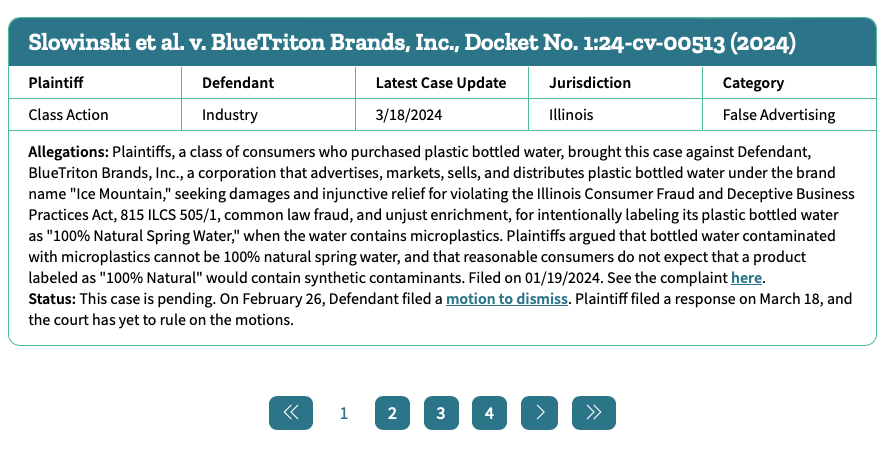 Slowinski et al. v. BlueTriton Brands, Inc., Docket No. 1:24-cv-00513 (2024)
Plaintiff Defendant Latest Case Update Jurisdiction Category
Class Action Industry 3/18/2024 Illinois False Advertising
Allegations: Plaintiffs, a class of consumers who purchased plastic bottled water, brought this case against Defendant,
BlueTriton Brands, Inc., a corporation that advertises, markets, sells, and distributes plastic bottled water under the brand
name "Ice Mountain," seeking damages and injunctive relief for violating the Illinois Consumer Fraud and Deceptive Business
Practices Act, 815 ILCS 505/1, common law fraud, and unjust enrichment, for intentionally labeling its plastic bottled water
as "100% Natural Spring Water," when the water contains microplastics. Plaintiffs argued that bottled water contaminated
with microplastics cannot be 100% natural spring water, and that reasonable consumers do not expect that a product
labeled as "100% Natural" would contain synthetic contaminants. Filed on 01/19/2024. See the complaint here.
Status: This case is pending. On February 26, Defendant filed a motion to dismiss. Plaintiff filed a response on March 18, and
the court has yet to rule on the motions.
1 2 3 4